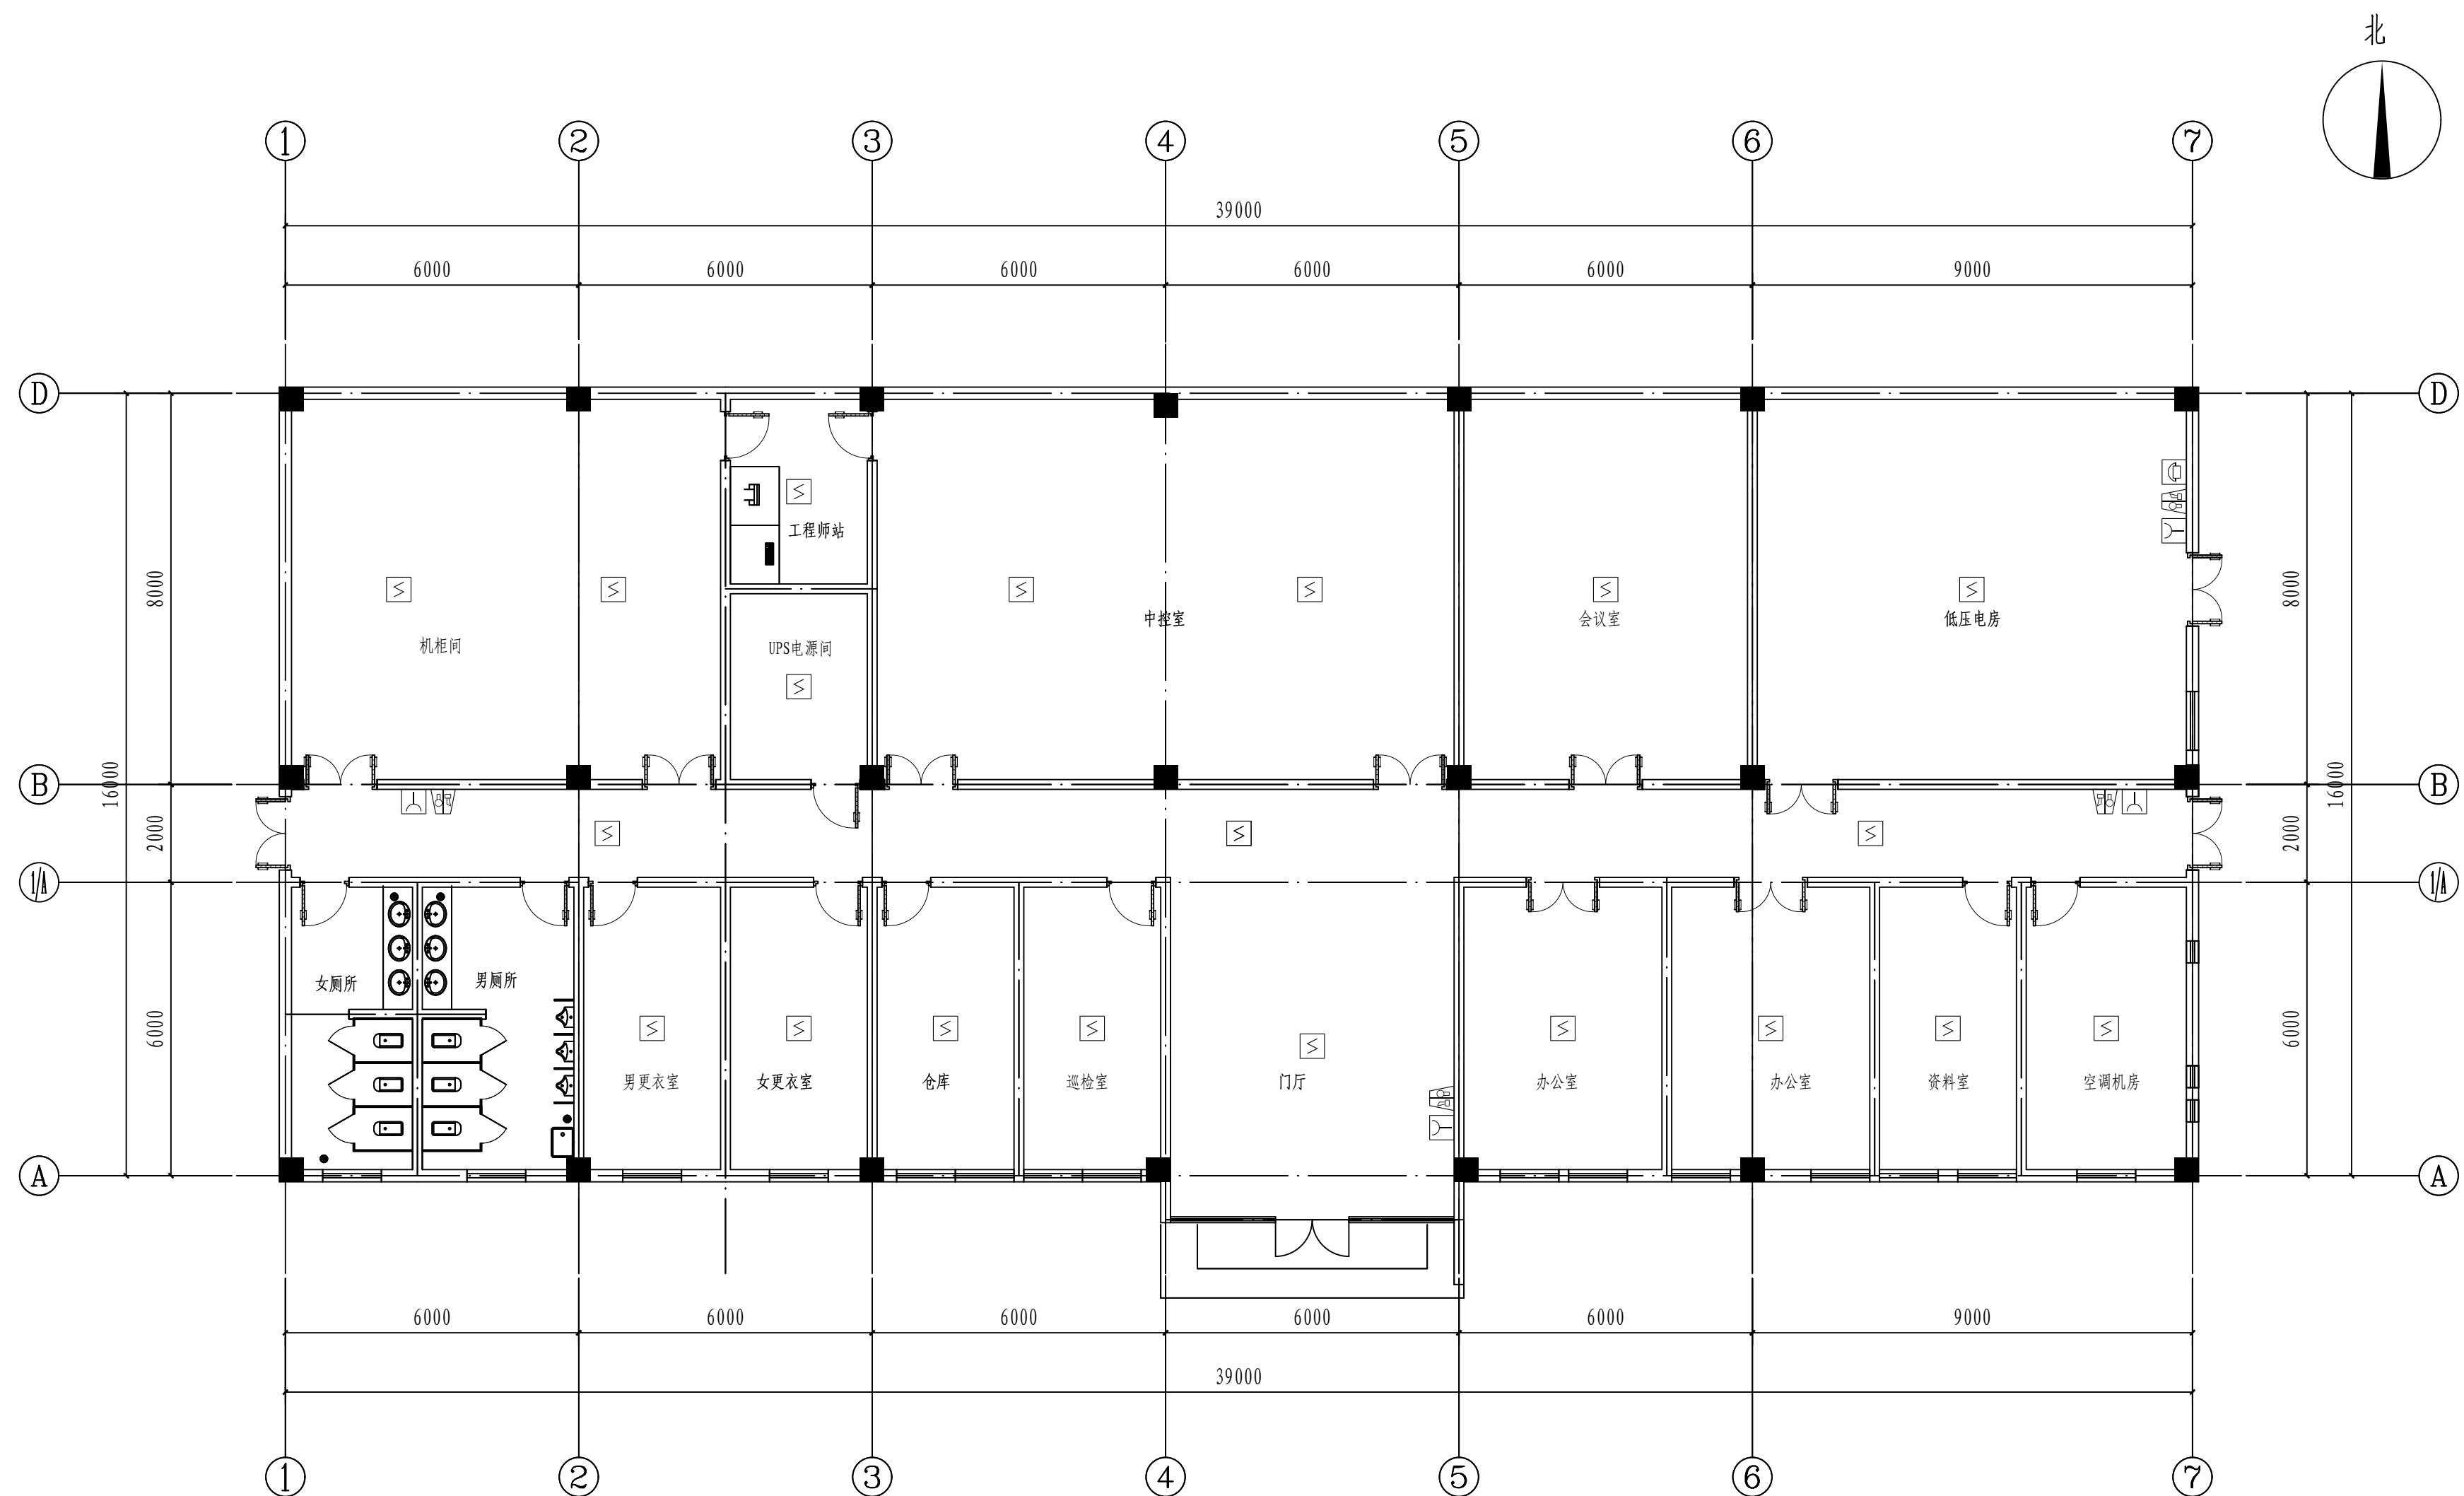 北
1 2 3 4 5 6 7
39000
6000 6000 6000 6000 6000 9000
D D
工程师站
8000 8000
中控室 会议室 低压电房
机柜间 UPS电源间
B 16000 16000 B
2000 2000
1/A 1/A
女厕所 男厕所
6000 6000
男更衣室 女更衣室 仓库 巡检室 门厅 办公室 办公室 资料室 空调机房
A A
6000 6000 6000 6000 6000 9000
39000
1 2 3 4 5 6 7